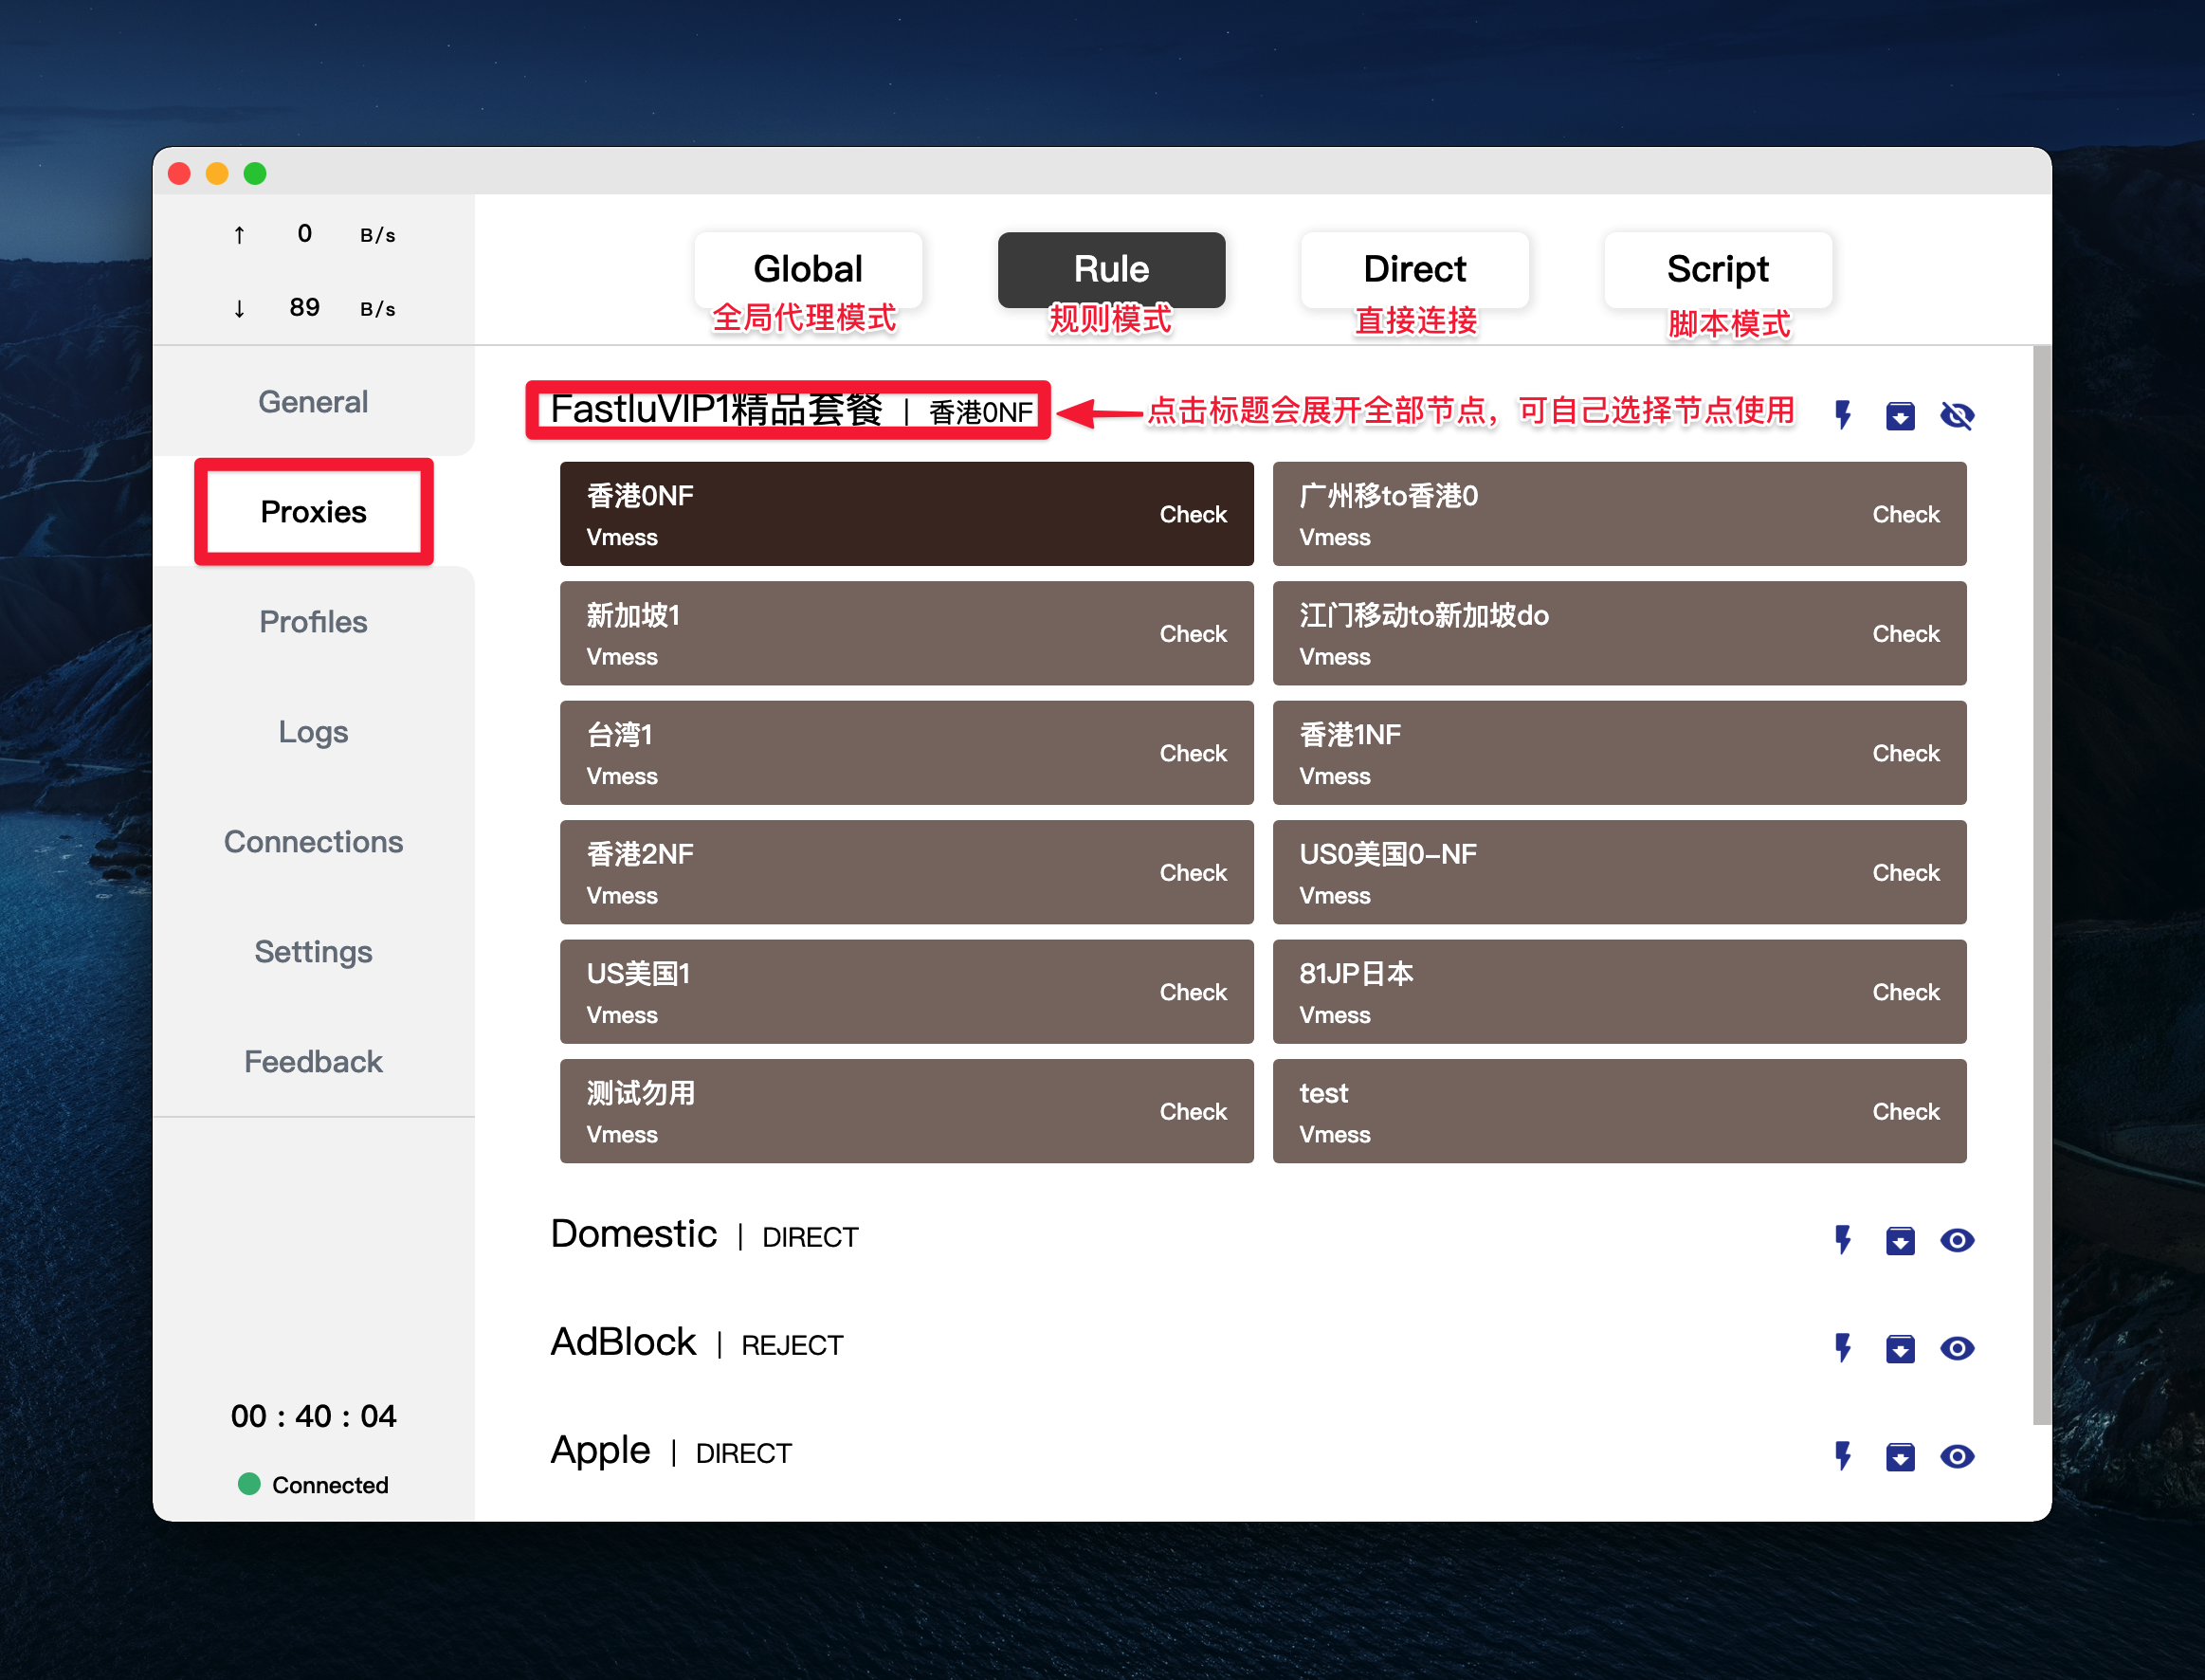 ↑ 0 B/s
↓ 89 B/s
General
Proxies
Profiles
Logs
Connections
Settings
Feedback
00 : 40 : 04
Connected
Global
Rule
Direct
Script
全局代理模式
规则模式
直接连接
脚本模式
FastluVIP1精品套餐 | 香港0NF
点击标题会展开全部节点，可自己选择节点使用
香港0NF
Vmess
Check
广州移to香港0
Vmess
Check
新加坡1
Vmess
Check
江门移动to新加坡do
Vmess
Check
台湾1
Vmess
Check
香港1NF
Vmess
Check
香港2NF
Vmess
Check
US0美国0-NF
Vmess
Check
US美国1
Vmess
Check
81JP日本
Vmess
Check
测试勿用
Vmess
Check
test
Vmess
Check
Domestic | DIRECT
AdBlock | REJECT
Apple | DIRECT